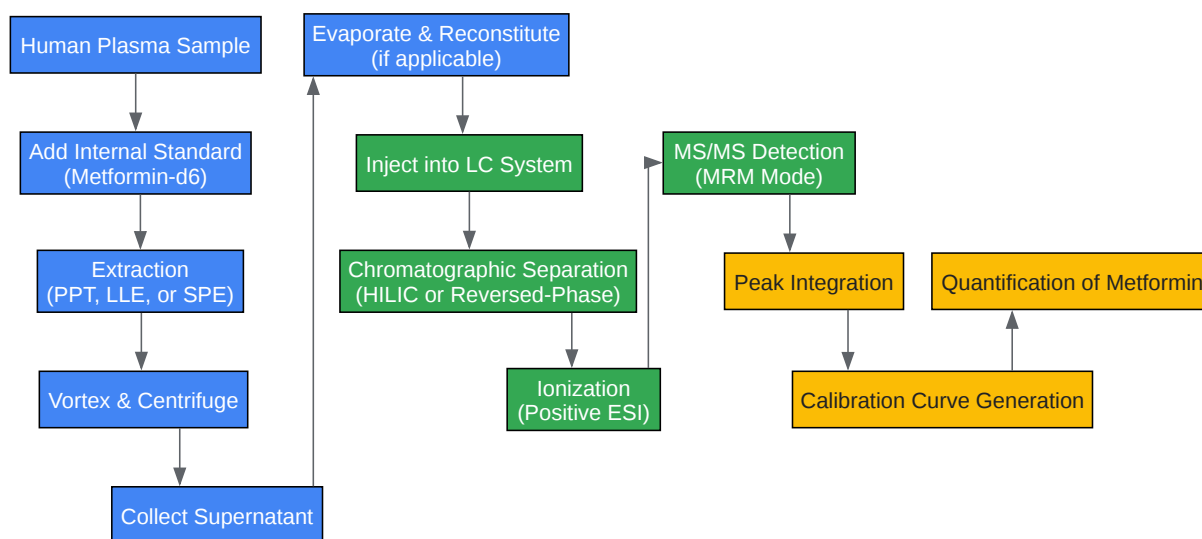 Human Plasma Sample
Add Internal Standard
(Metformin-d6)
Extraction
(PPT, LLE, or SPE)
Vortex & Centrifuge
Collect Supernatant
Evaporate & Reconstitute
(if applicable)
Inject into LC System
Chromatographic Separation
(HILIC or Reversed-Phase)
Ionization
(Positive ESI)
MS/MS Detection
(MRM Mode)
Peak Integration
Calibration Curve Generation
Quantification of Metformin